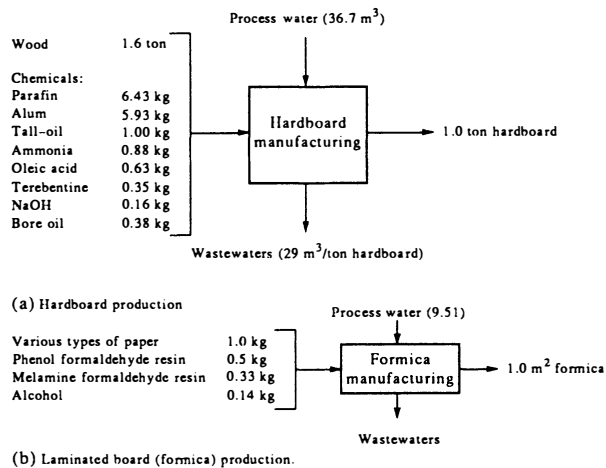 Process water (36.7 m³)
Wood 1.6 ton
Chemicals:
Parafin 6.43 kg
Alum 5.93 kg
Tall-oil 1.00 kg
Ammonia 0.88 kg
Oleic acid 0.63 kg
Terebentine 0.35 kg
NaOH 0.16 kg
Bore oil 0.38 kg
Hardboard
manufacturing
1.0 ton hardboard
Wastewaters (29 m³/ton hardboard)
(a) Hardboard production
Process water (9.51)
Various types of paper 1.0 kg
Phenol formaldehyde resin 0.5 kg
Melamine formaldehyde resin 0.33 kg
Alcohol 0.14 kg
Formica
manufacturing
1.0 m² formica
Wastewaters
(b) Laminated board (formica) production.